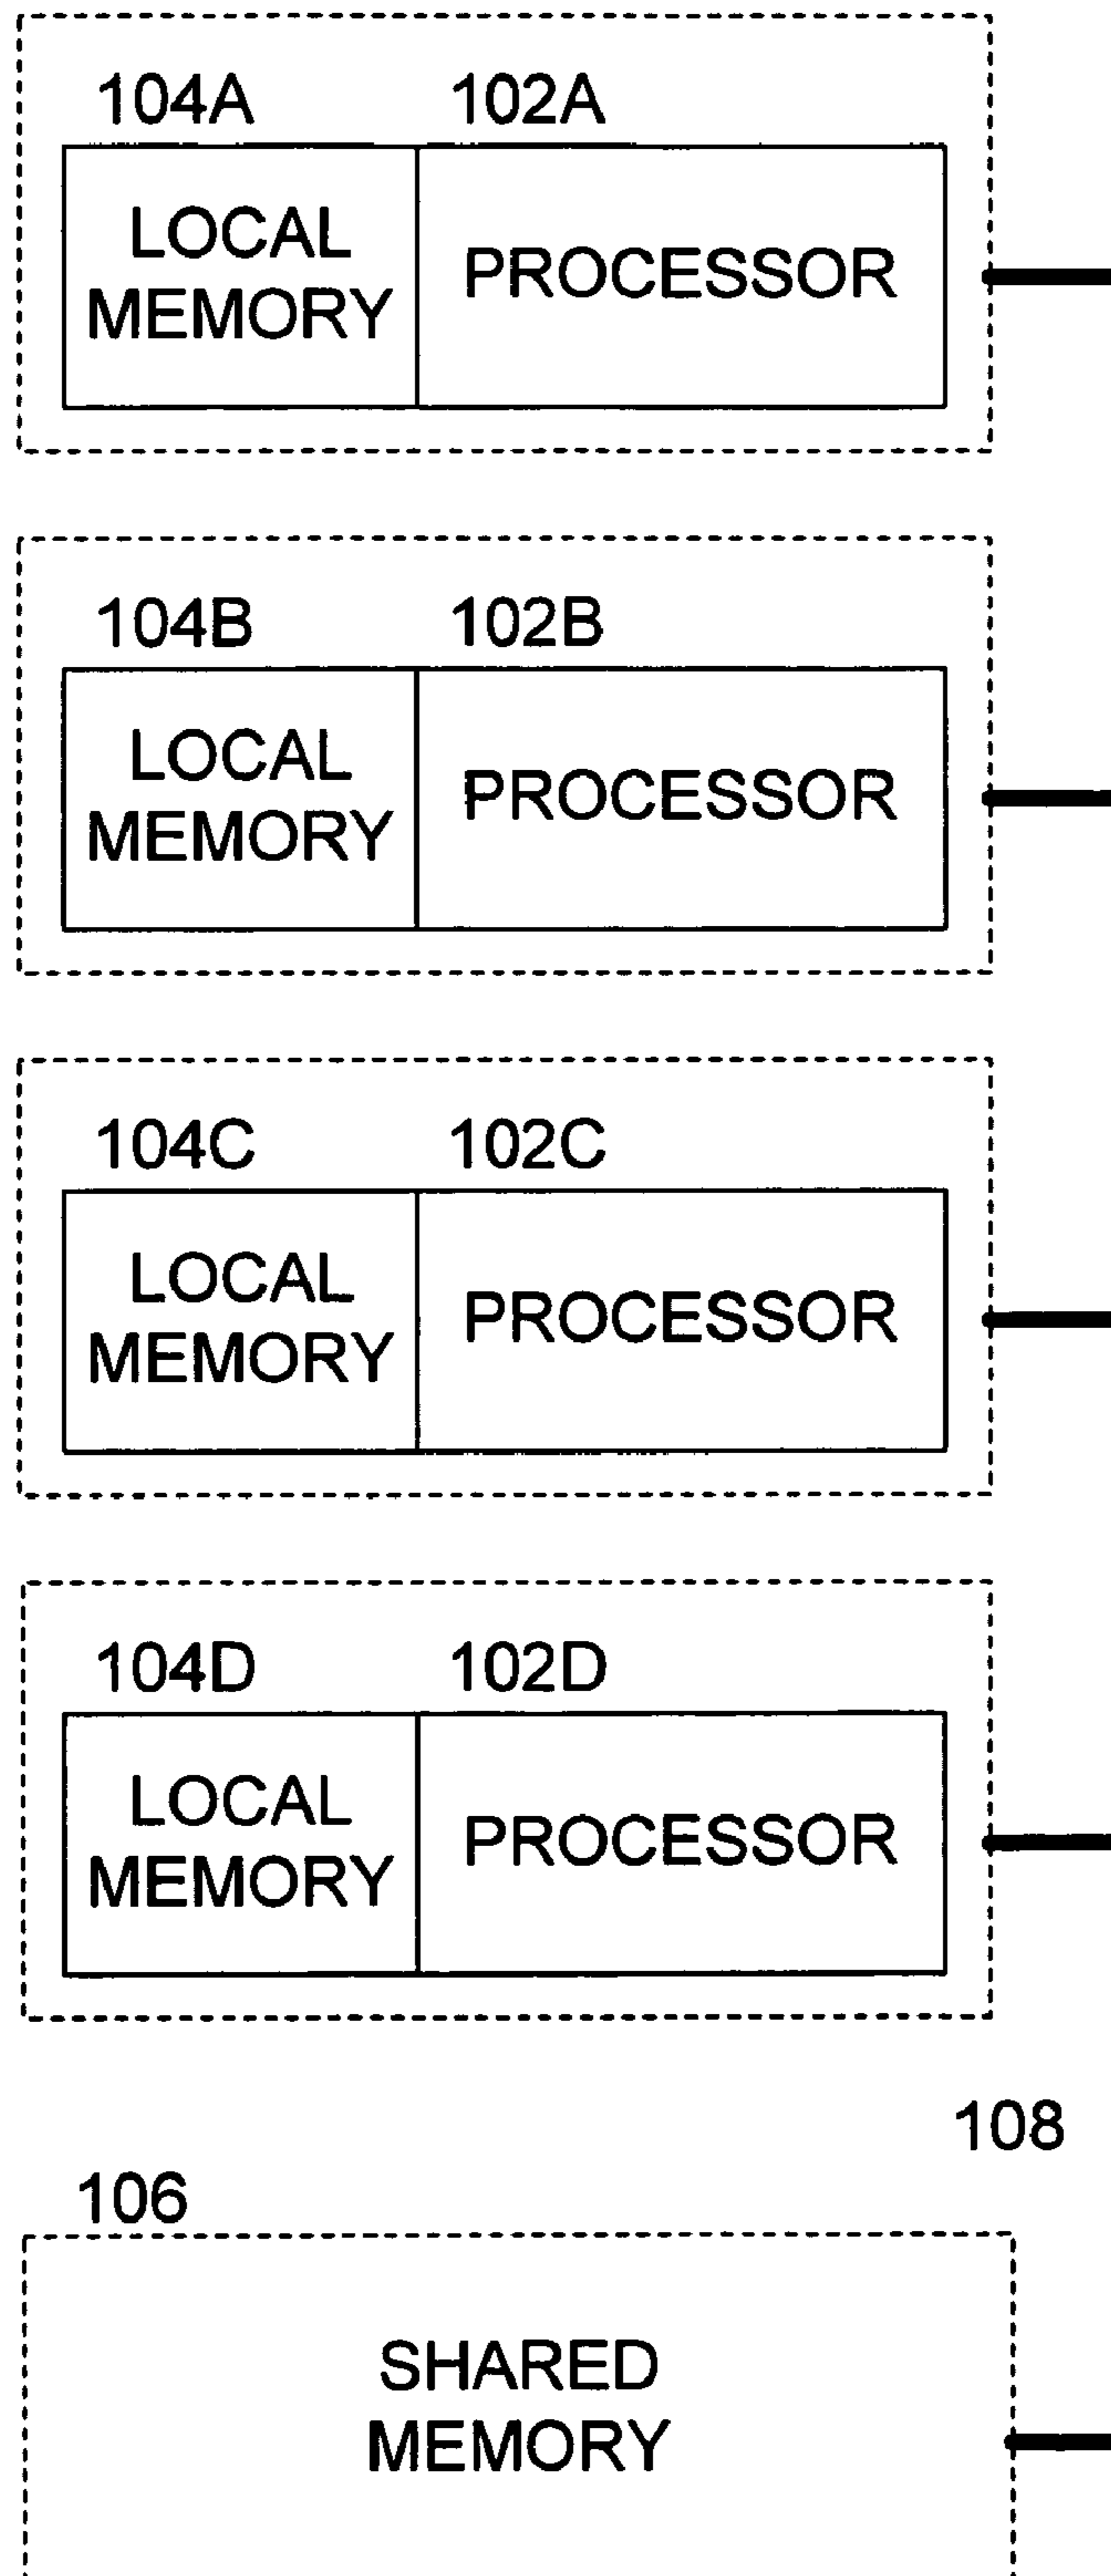 104A 102A
LOCAL
MEMORY
PROCESSOR
104B 102B
LOCAL
MEMORY
PROCESSOR
104C 102C
LOCAL
MEMORY
PROCESSOR
104D 102D
LOCAL
MEMORY
PROCESSOR
108
106
SHARED
MEMORY